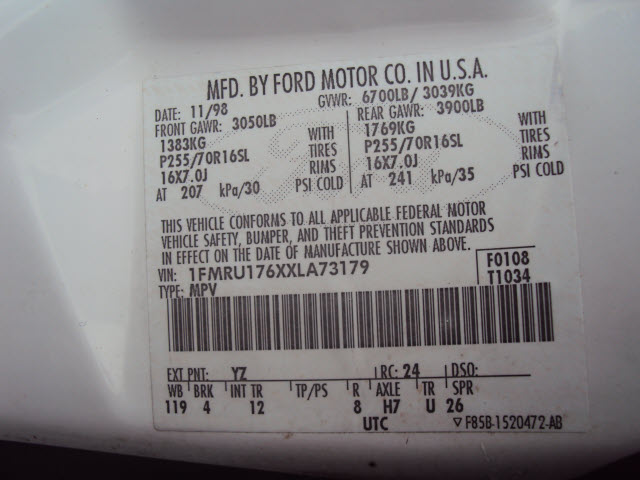 MFD. BY FORD MOTOR CO. IN U.S.A.
DATE: 11/98 GVWR: 6700LB/ 3039KG
FRONT GAWR: 3050LB REAR GAWR: 3900LB
1383KG WITH 1769KG WITH
P255/70R16SL TIRES P255/70R16SL TIRES
16X7.0J RIMS 16X7.0J RIMS
AT 207 kPa/30 PSI COLD AT 241 kPa/35 PSI COLD
THIS VEHICLE CONFORMS TO ALL APPLICABLE FEDERAL MOTOR
VEHICLE SAFETY, BUMPER, AND THEFT PREVENTION STANDARDS
IN EFFECT ON THE DATE OF MANUFACTURE SHOWN ABOVE.
VIN: 1FMRU176XXLA73179 F0108
TYPE: MPV T1034
EXT PNT: YZ RC: 24 DSO:
WB BRK INT TR TP/PS R AXLE TR SPR
119 4 12 8 H7 U 26
UTC ▽ F85B-1520472-AB